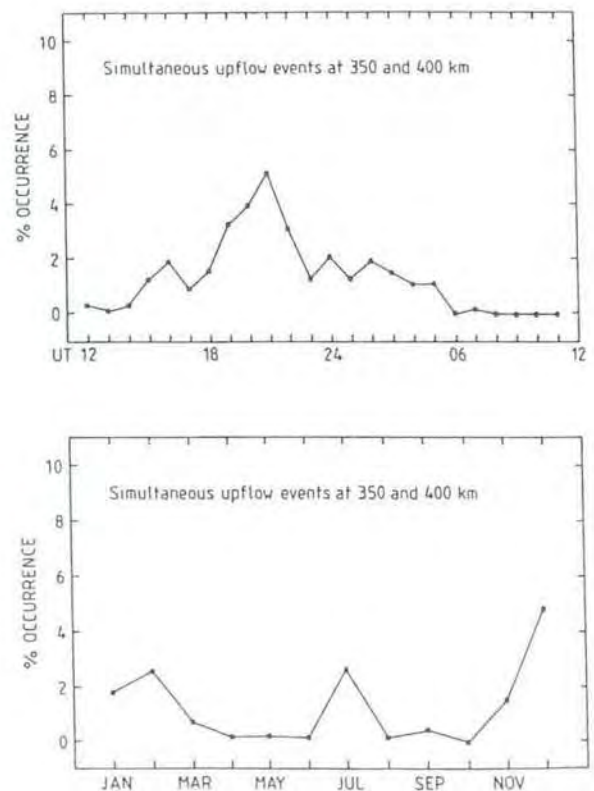 10
Simultaneous upflow events at 350 and 400 km
8
6
4
2
0
% OCCURRENCE
UT 12 18 24 06 12
10
Simultaneous upflow events at 350 and 400 km
8
6
4
2
0
% OCCURRENCE
JAN MAR MAY JUL SEP NOV